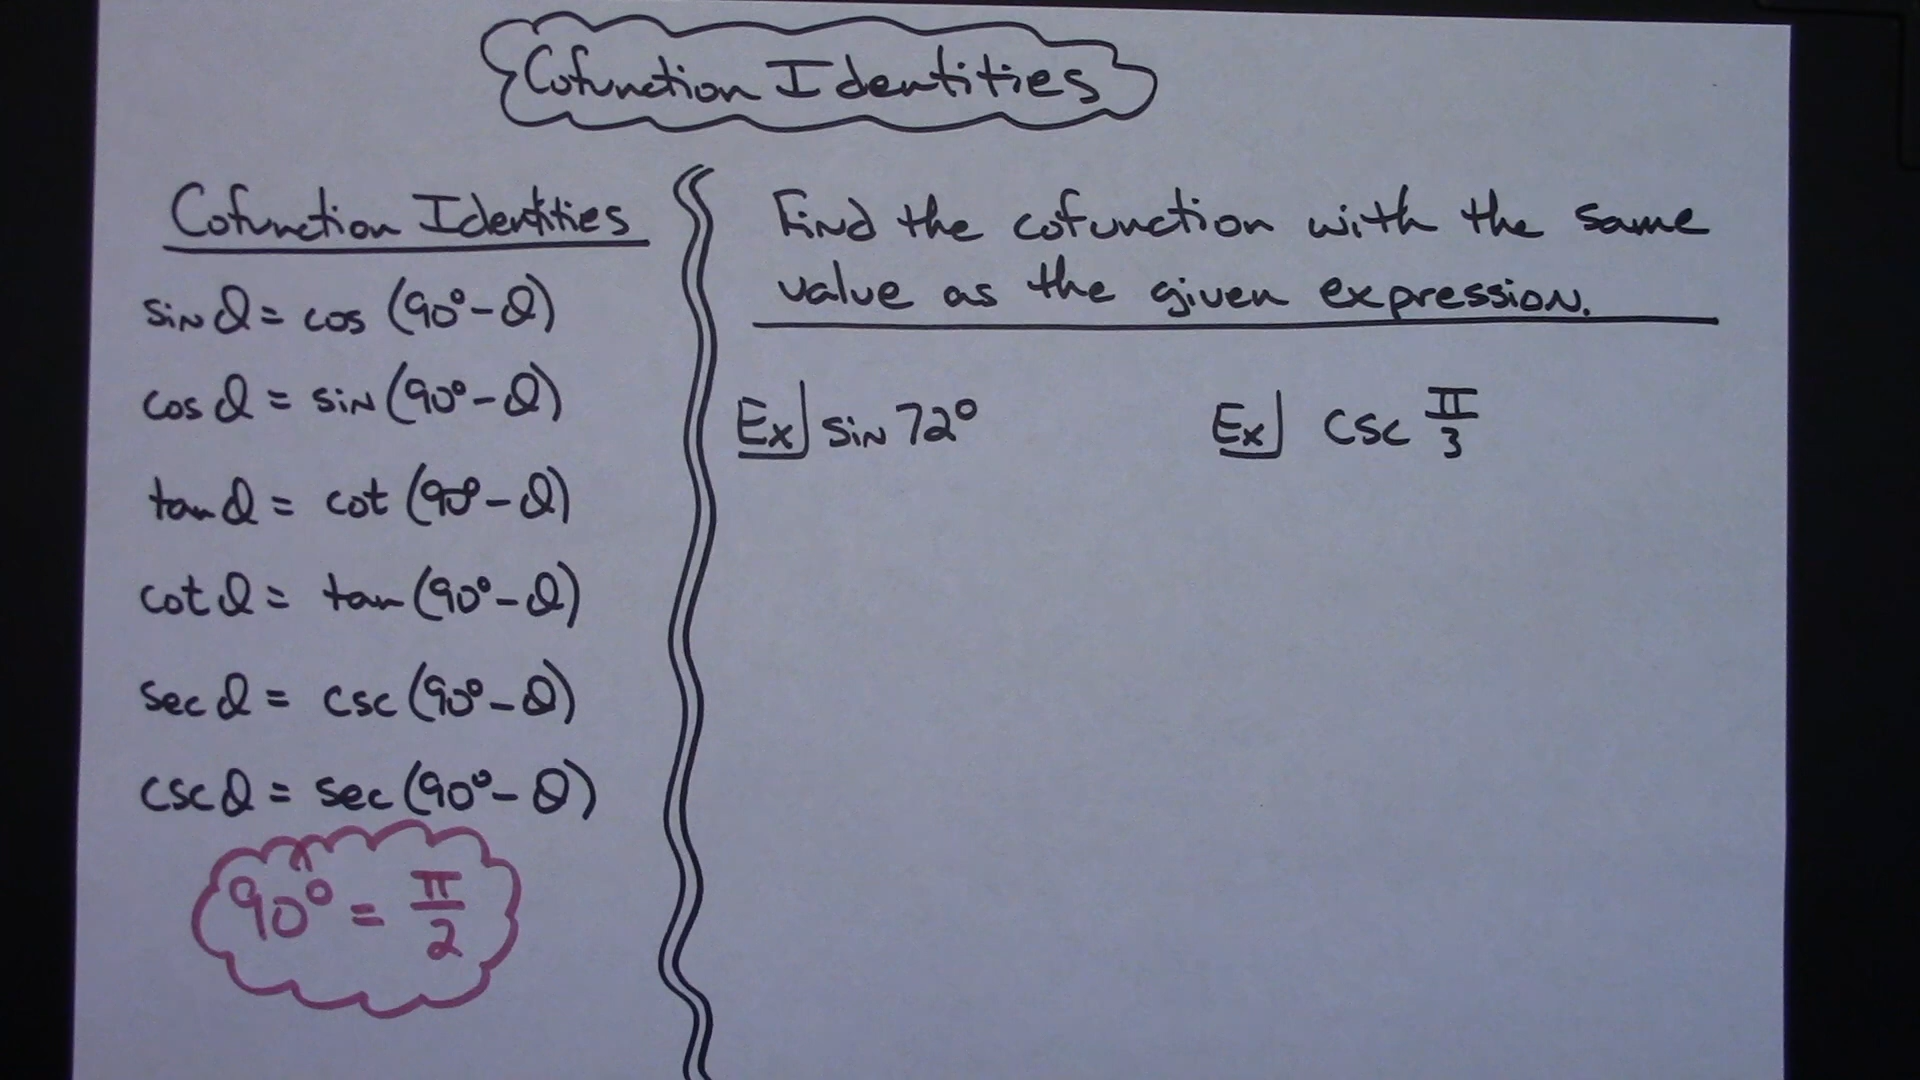 Cofunction Identities
Cofunction Identities
sin θ = cos (90° - θ)
cos θ = sin (90° - θ)
tan θ = cot (90° - θ)
cot θ = tan (90° - θ)
sec θ = csc (90° - θ)
csc θ = sec (90° - θ)
90° = π/2
Find the cofunction with the same
value as the given expression.
Ex] sin 72°
Ex] csc π/3